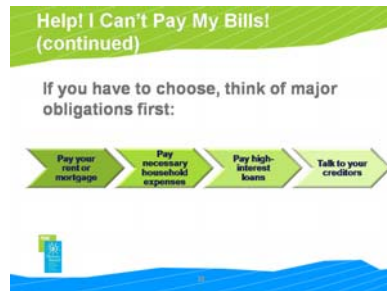 Help! I Can't Pay My Bills!
(continued)
If you have to choose, think of major
obligations first:
Pay your
rent or
mortgage
Pay
necessary
household
expenses
Pay high-
interest
loans
Talk to your
creditors